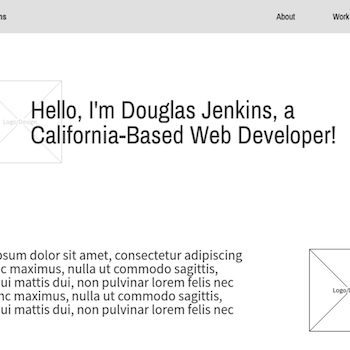 ns About Work
Hello, I'm Douglas Jenkins, a
California-Based Web Developer!
Logo Design
psum dolor sit amet, consectetur adipiscing
c maximus, nulla ut commodo sagittis,
ui mattis dui, non pulvinar lorem felis nec
nc maximus, nulla ut commodo sagittis,
ui mattis dui, non pulvinar lorem felis nec
Logo